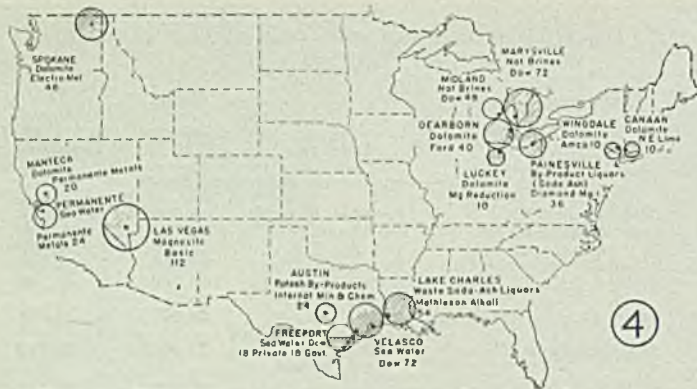 SPOKANE
Dolomite
Electro Met
48
MARYSVILLE
Nat Brines
Dow 72
MIDLAND
Nat Brines
Dow 48
DEARBORN
Dolomite
Ford 40
WINGDALE
Dolomite
Amco 10
CANAAN
Dolomite
N E Lime
10
PAINESVILLE
By-Product Liquors
(Soda Ash)
Diamond Mg
36
LUCKEY
Dolomite
Mg Reduction
10
MANTECA
Dolomite
Permanente Metals
20
PERMANENTE
Sea Water
Permanente
Metals 24
LAS VEGAS
Magnesite
Basic
112
AUSTIN
Potash By-Products
Internat Min & Chem
24
LAKE CHARLES
Waste Soda-Ash Liquors
Mathieson Alkali
54
FREEPORT
Sea Water Dow
18 Private 18 Govt.
VELASCO
Sea Water
Dow 72
4